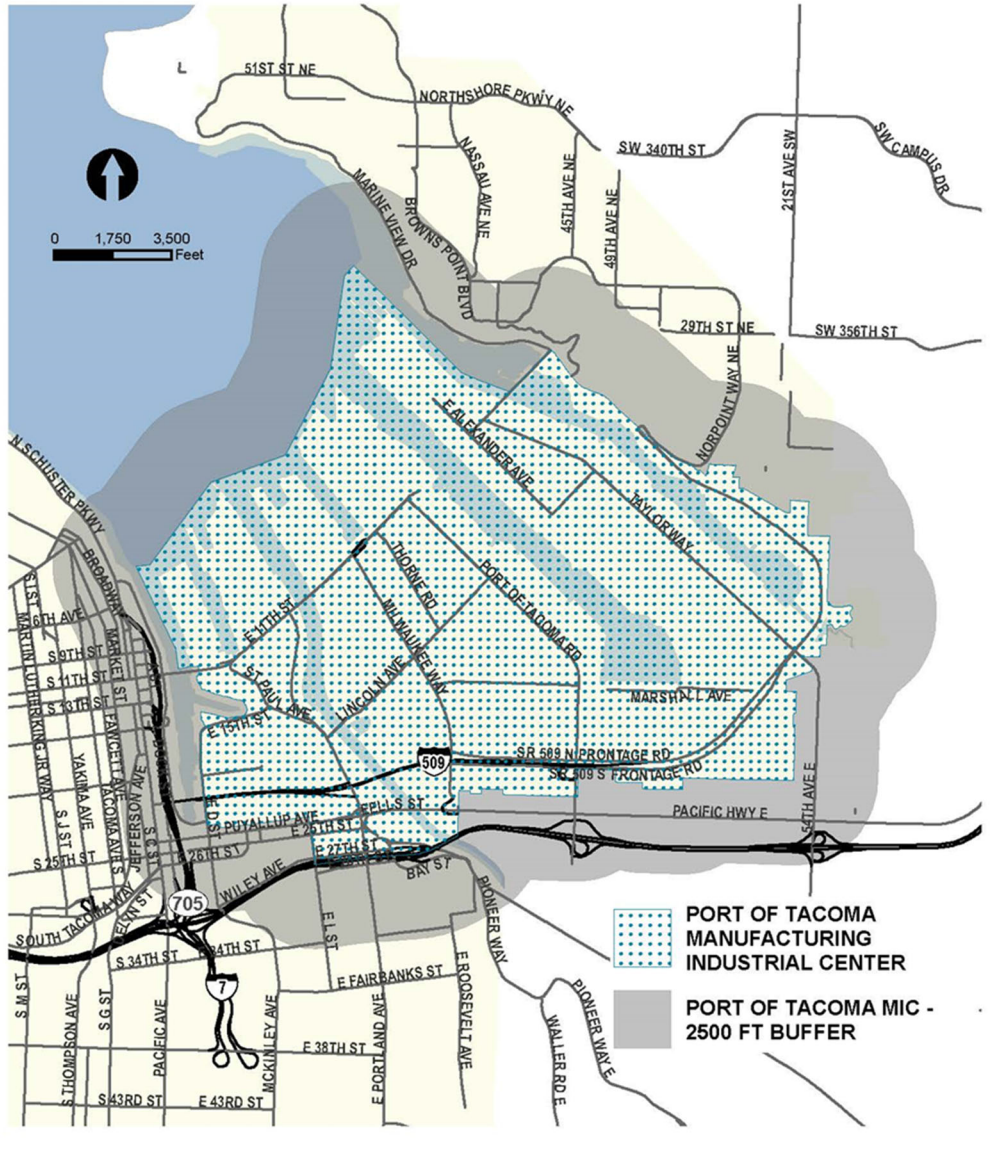 51ST ST NE
NORTHSHORE PKWY NE
SW 340TH ST
SW CAMPUS DR
21ST AVE SW
NASSAU AVE NE
45TH AVE NE
49TH AVE NE
MARINE VIEW DR
BROWNS POINT BLVD
0 1,750 3,500
Feet
29TH ST NE
SW 356TH ST
NORPOINT WAY NE
N SCHUSTER PKWY
E ALEXANDER AVE
TAYLOR WAY
BROADWAY
THORNE RD
PORT OF TACOMA RD
MILWAUKEE WAY
E 11TH ST
S I ST
6TH AVE
MARTIN LUTHER KING JR WAY
MARKET ST
S 9TH ST
S 11TH ST
S 13TH ST
ST PAUL AVE
LINCOLN AVE
MARSHALL AVE
E 15TH ST
FAWCETT AVE
YAKIMA AVE
TACOMA AVE S
JEFFERSON AVE
509
SR 509 N FRONTAGE RD
SR 509 S FRONTAGE RD
54TH AVE E
PACIFIC HWY E
S J ST
E D ST
PUYALLUP AVE
E 25TH ST
E 26TH ST
E 27TH ST
BAY ST
S 25TH ST
WILEY AVE
SOUTH TACOMA WAY
705
PIONEER WAY
E L ST
S 34TH ST
E 34TH ST
7
E FAIRBANKS ST
E ROOSEVELT AVE
S M ST
S THOMPSON AVE
S G ST
PACIFIC AVE
MCKINLEY AVE
E PORTLAND AVE
E 38TH ST
S 43RD ST
E 43RD ST
WALLER RD E
PIONEER WAY E
PORT OF TACOMA
MANUFACTURING
INDUSTRIAL CENTER
PORT OF TACOMA MIC -
2500 FT BUFFER